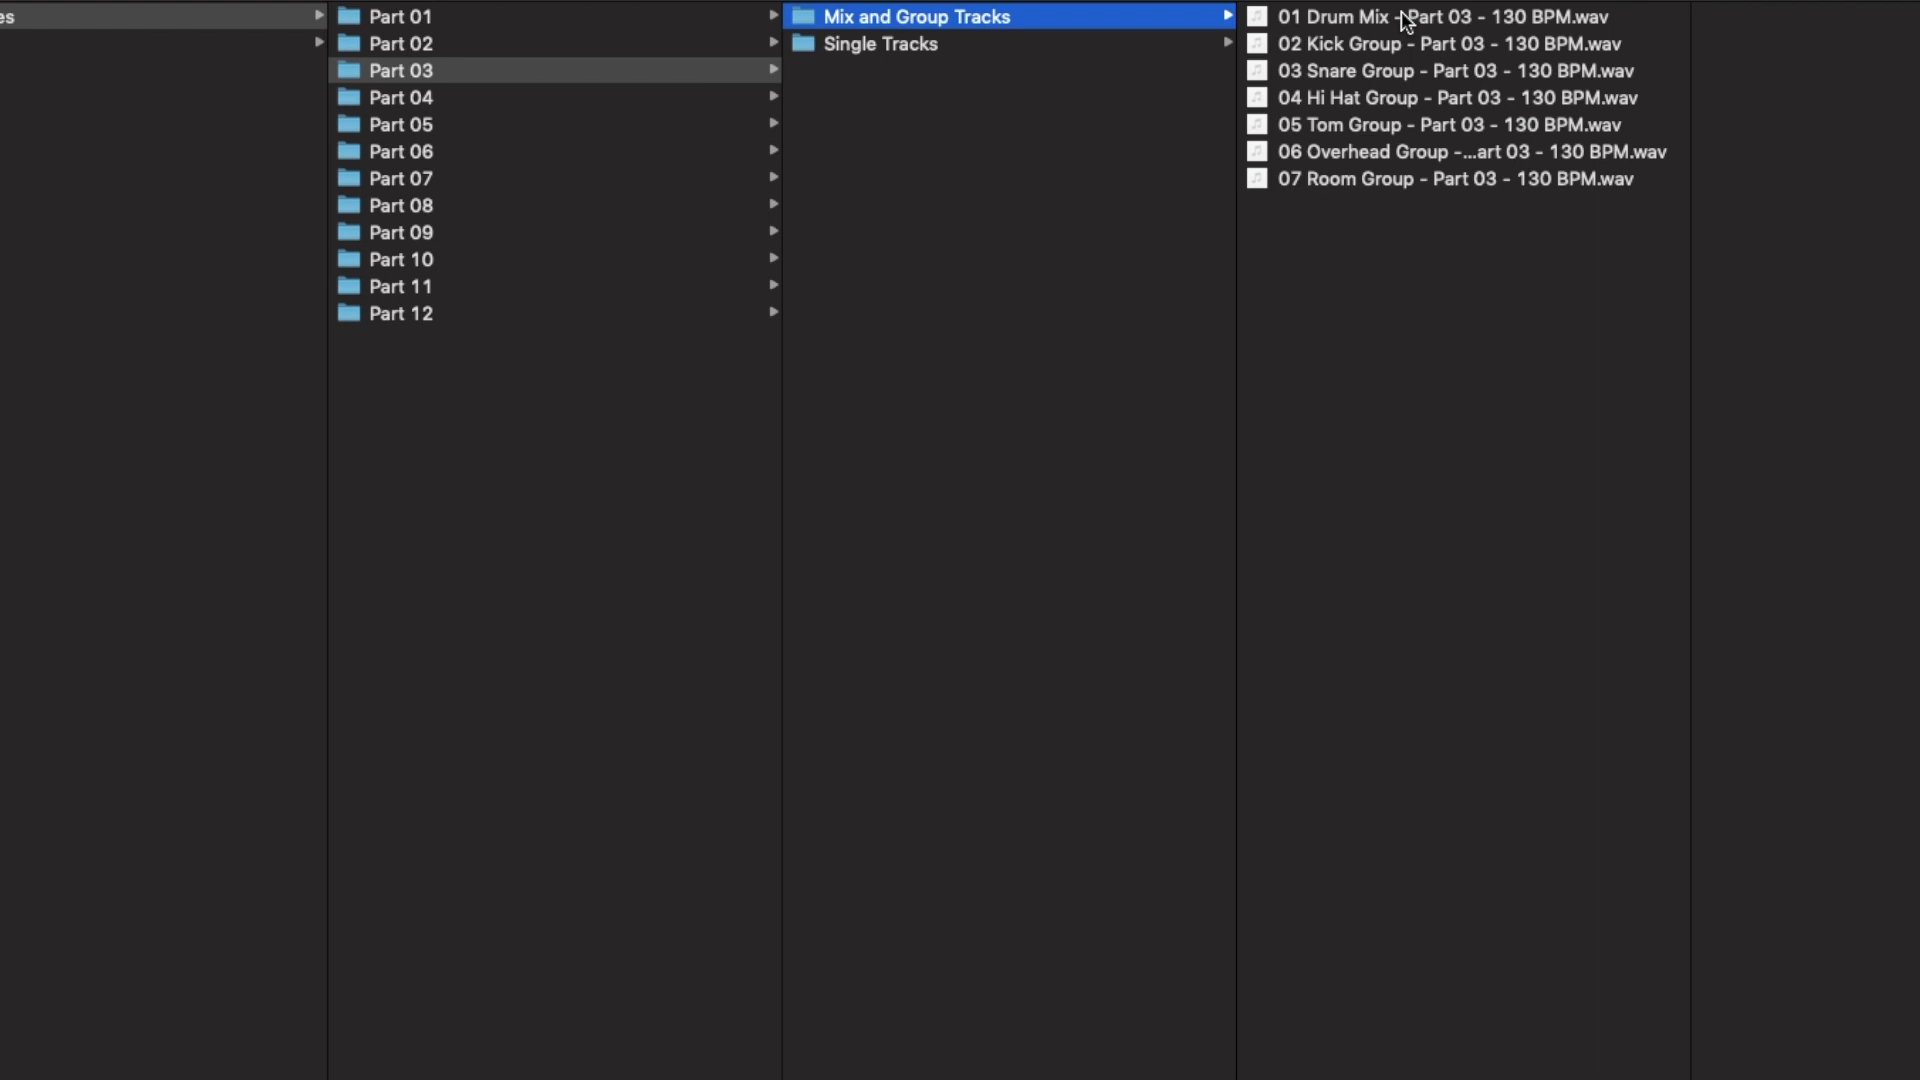 es
Part 01
Part 02
Part 03
Part 04
Part 05
Part 06
Part 07
Part 08
Part 09
Part 10
Part 11
Part 12
Mix and Group Tracks
Single Tracks
01 Drum Mix - Part 03 - 130 BPM.wav
02 Kick Group - Part 03 - 130 BPM.wav
03 Snare Group - Part 03 - 130 BPM.wav
04 Hi Hat Group - Part 03 - 130 BPM.wav
05 Tom Group - Part 03 - 130 BPM.wav
06 Overhead Group -...art 03 - 130 BPM.wav
07 Room Group - Part 03 - 130 BPM.wav